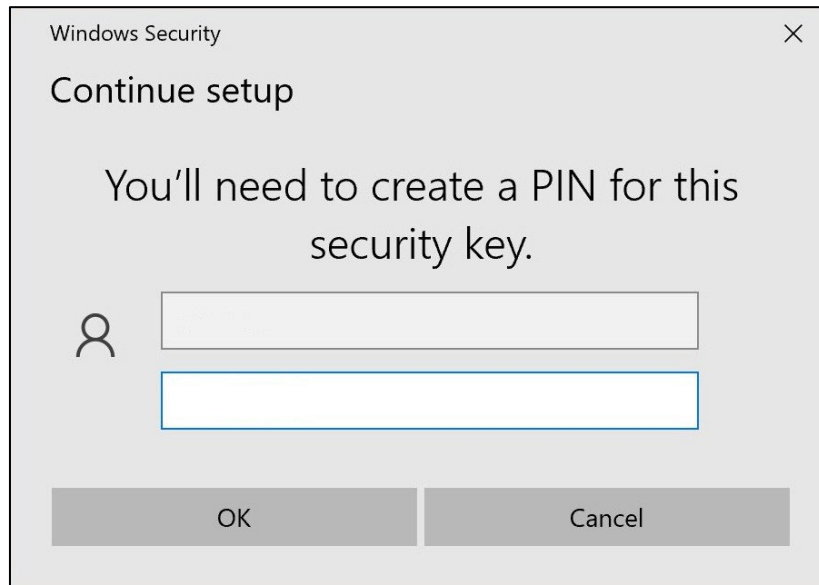 Windows Security
Continue setup
You’ll need to create a PIN for this
security key.
OK
Cancel